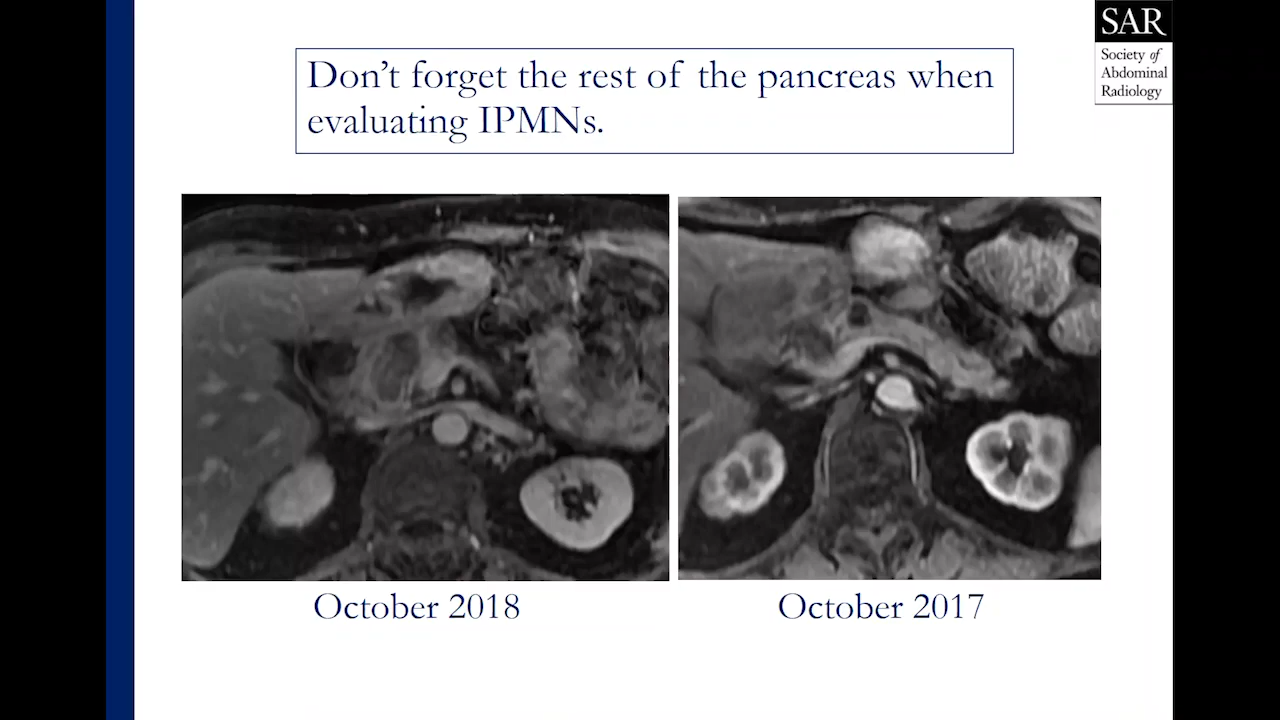 SAR
Society of
Abdominal
Radiology
Don't forget the rest of the pancreas when
evaluating IPMNs.
October 2018
October 2017